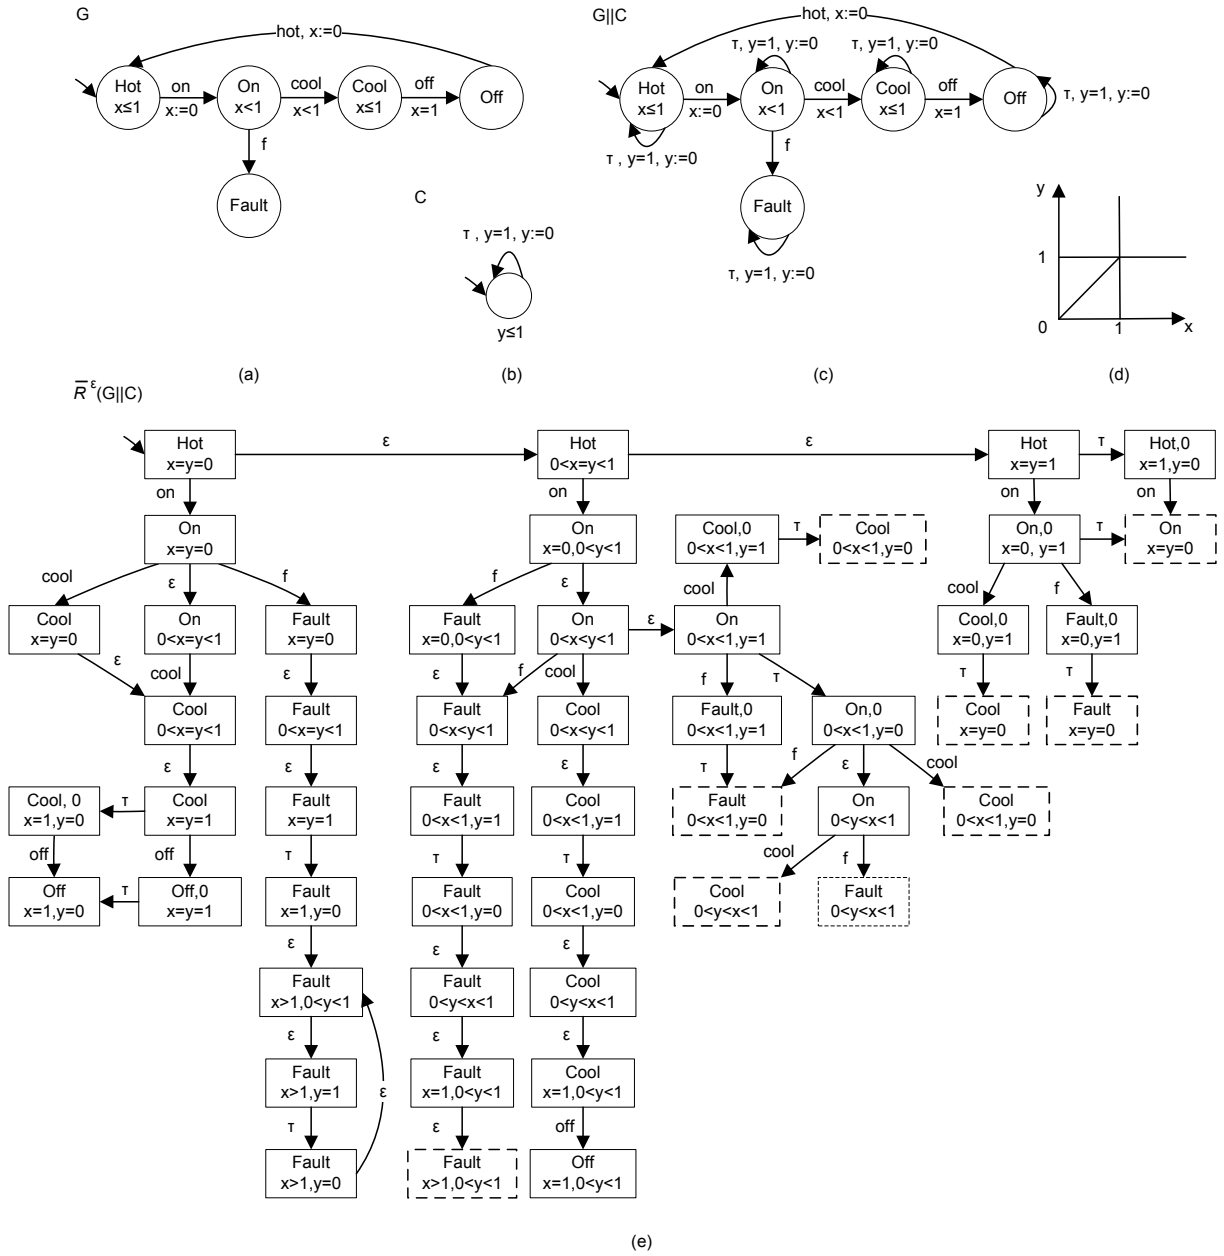 G
hot, x:=0
Hot
x≤1
on
x:=0
On
x<1
cool
x<1
Cool
x≤1
off
x=1
Off
f
Fault
C
τ , y=1, y:=0
y≤1
G||C
hot, x:=0
τ, y=1, y:=0
τ, y=1, y:=0
Hot
x≤1
on
x:=0
On
x<1
cool
x<1
Cool
x≤1
off
x=1
Off
τ, y=1, y:=0
τ , y=1, y:=0
f
Fault
τ, y=1, y:=0
y
1
0
1
x
(a)
(b)
(c)
(d)
R̅ ᵋ(G||C)
Hot
x=y=0
ε
Hot
0<x=y<1
ε
Hot
x=y=1
τ
Hot,0
x=1,y=0
on
on
on
on
On
x=y=0
On
x=0,0<y<1
Cool,0
0<x<1,y=1
τ
Cool
0<x<1,y=0
On,0
x=0, y=1
τ
On
x=y=0
cool
ε
f
f
ε
cool
cool
f
Cool
x=y=0
On
0<x=y<1
Fault
x=y=0
Fault
x=0,0<y<1
On
0<x<y<1
ε
On
0<x<1,y=1
Cool,0
x=0,y=1
Fault,0
x=0,y=1
ε
cool
ε
ε
f
cool
f
τ
τ
τ
Cool
0<x=y<1
Fault
0<x=y<1
Fault
0<x<y<1
Cool
0<x<y<1
Fault,0
0<x<1,y=1
On,0
0<x<1,y=0
Cool
x=y=0
Fault
x=y=0
ε
ε
ε
ε
τ
f
ε
cool
Cool, 0
x=1,y=0
τ
Cool
x=y=1
Fault
x=y=1
Fault
0<x<1,y=1
Cool
0<x<1,y=1
Fault
0<x<1,y=0
On
0<y<x<1
Cool
0<x<1,y=0
off
off
τ
τ
τ
cool
f
Off
x=1,y=0
τ
Off,0
x=y=1
Fault
x=1,y=0
Fault
0<x<1,y=0
Cool
0<x<1,y=0
Cool
0<y<x<1
Fault
0<y<x<1
ε
ε
ε
Fault
x>1,0<y<1
Fault
0<y<x<1
Cool
0<y<x<1
ε
ε
ε
Fault
x>1,y=1
ε
Fault
x=1,0<y<1
Cool
x=1,0<y<1
τ
ε
off
Fault
x>1,y=0
Fault
x>1,0<y<1
Off
x=1,0<y<1
(e)